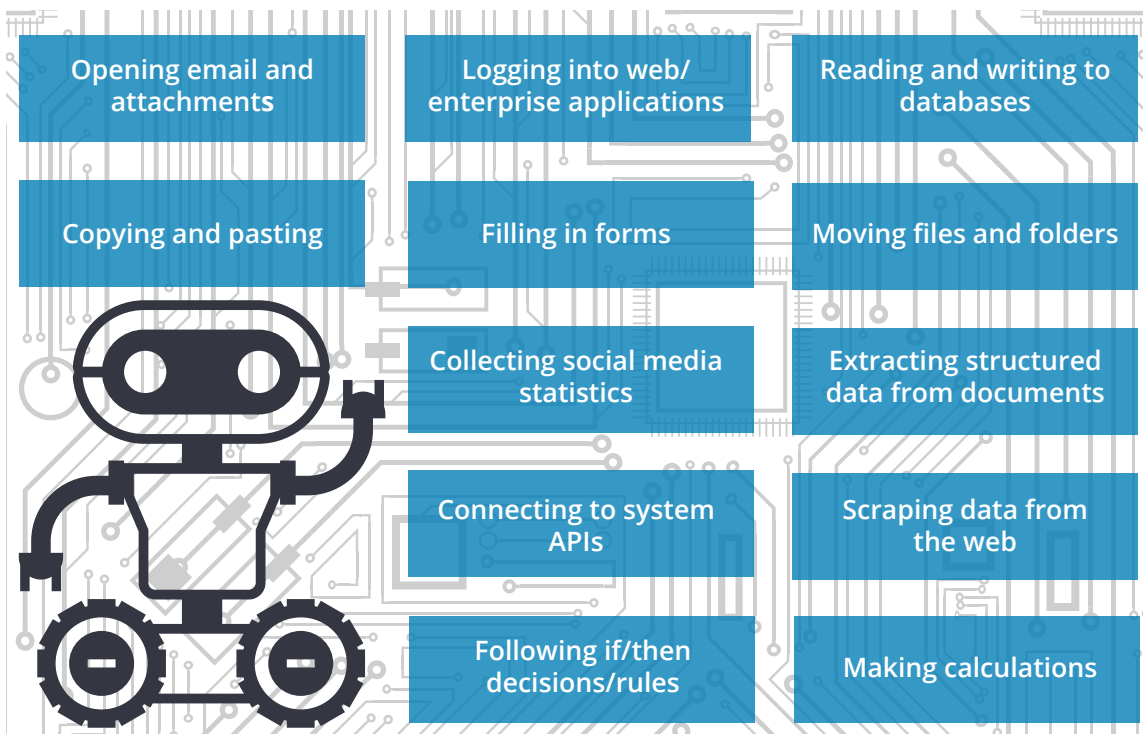 Opening email and
attachments
Logging into web/
enterprise applications
Reading and writing to
databases
Copying and pasting
Filling in forms
Moving files and folders
Collecting social media
statistics
Extracting structured
data from documents
Connecting to system
APIs
Scraping data from
the web
Following if/then
decisions/rules
Making calculations